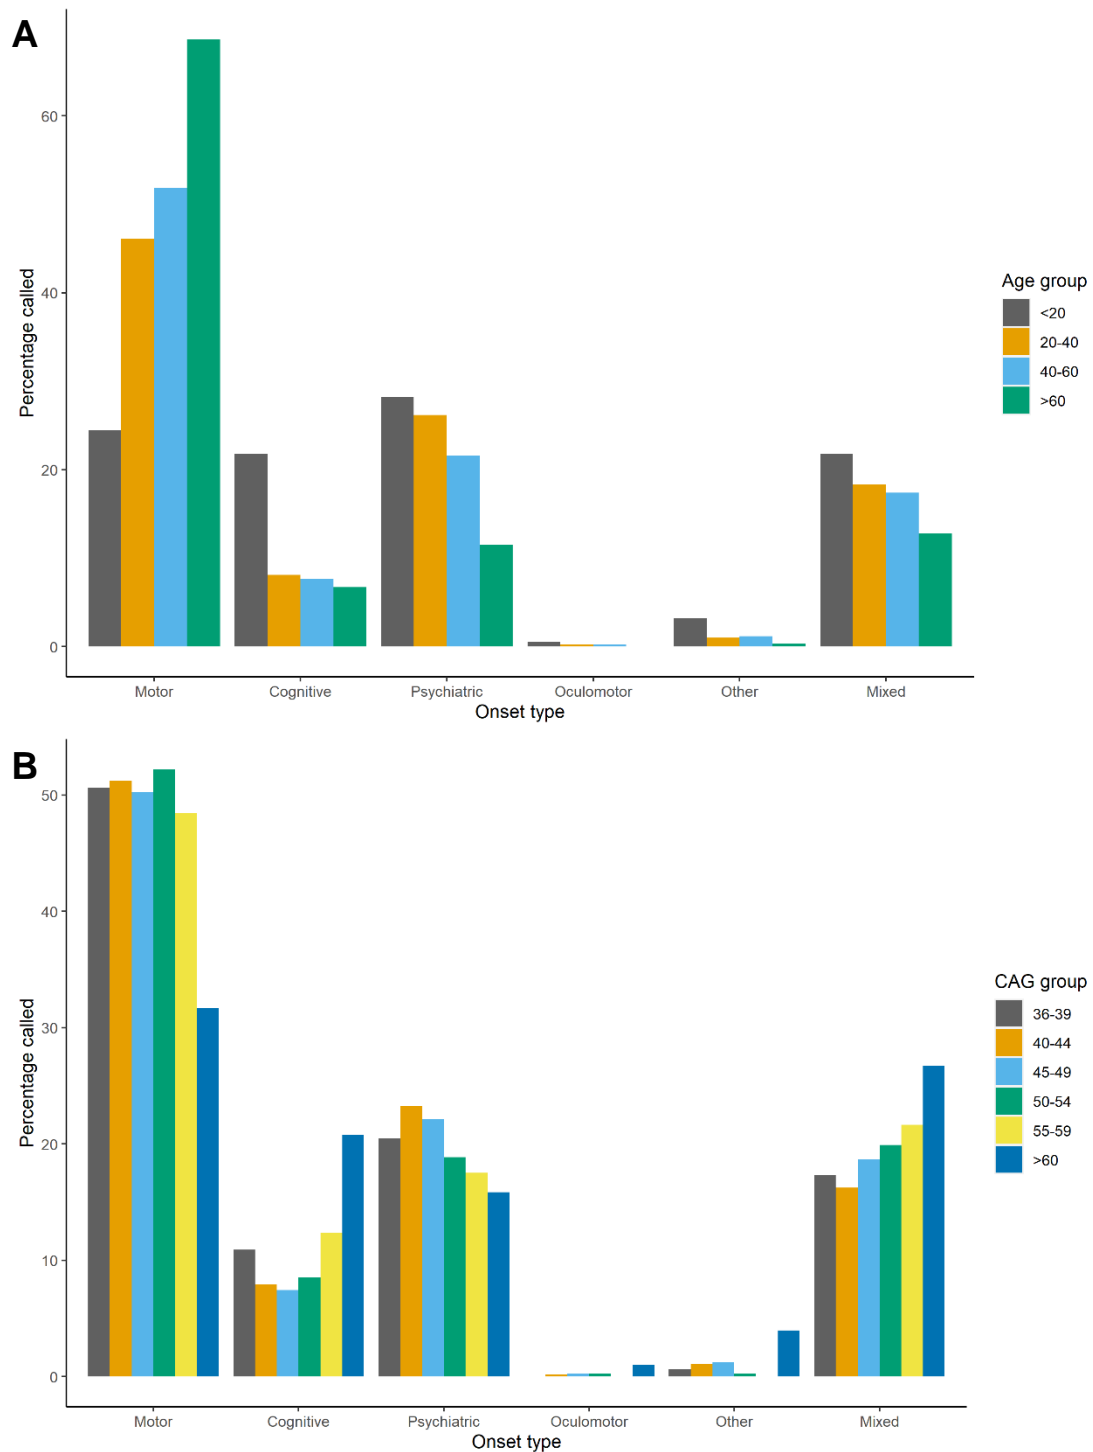 A
Percentage called
60
40
20
0
Motor
Cognitive
Psychiatric
Oculomotor
Other
Mixed
Onset type
Age group
<20
20-40
40-60
>60
B
Percentage called
50
40
30
20
10
0
Motor
Cognitive
Psychiatric
Oculomotor
Other
Mixed
Onset type
CAG group
36-39
40-44
45-49
50-54
55-59
>60